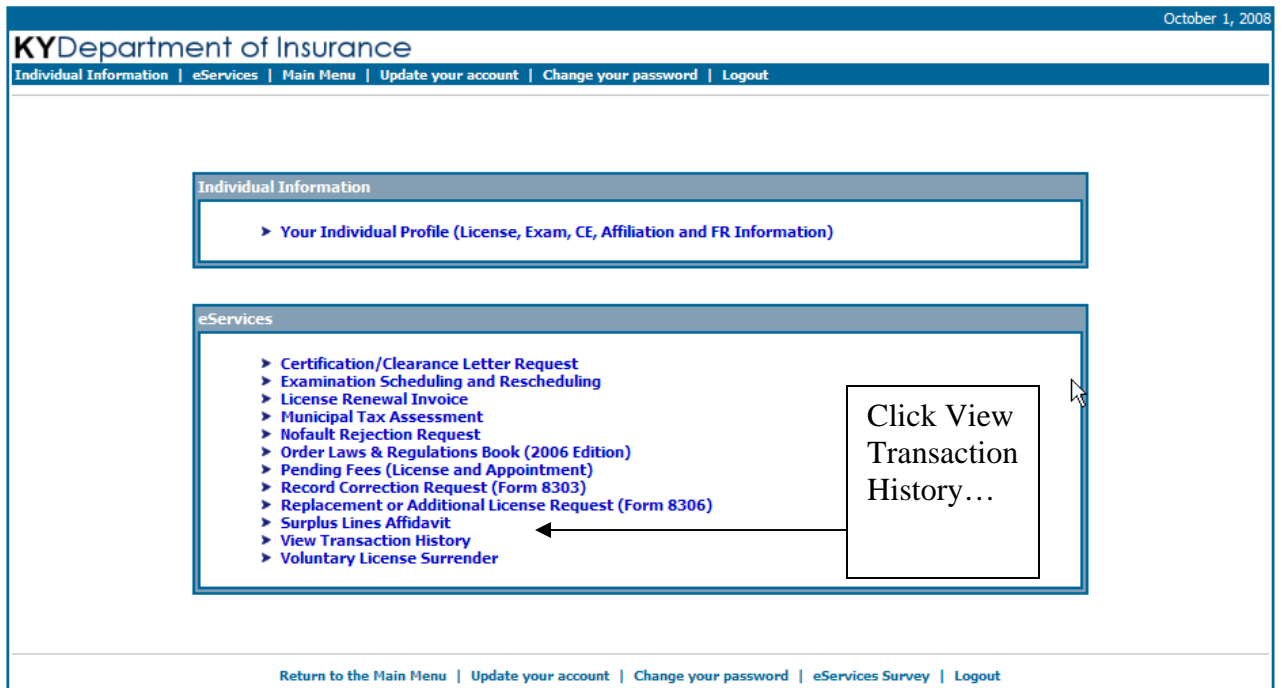 October 1, 2008
KYDepartment of Insurance
Individual Information | eServices | Main Menu | Update your account | Change your password | Logout
Individual Information
Your Individual Profile (License, Exam, CE, Affiliation and FR Information)
eServices
Certification/Clearance Letter Request
Examination Scheduling and Rescheduling
License Renewal Invoice
Municipal Tax Assessment
Nofault Rejection Request
Order Laws & Regulations Book (2006 Edition)
Pending Fees (License and Appointment)
Record Correction Request (Form 8303)
Replacement or Additional License Request (Form 8306)
Surplus Lines Affidavit
View Transaction History
Voluntary License Surrender
Click View
Transaction
History…
Return to the Main Menu | Update your account | Change your password | eServices Survey | Logout